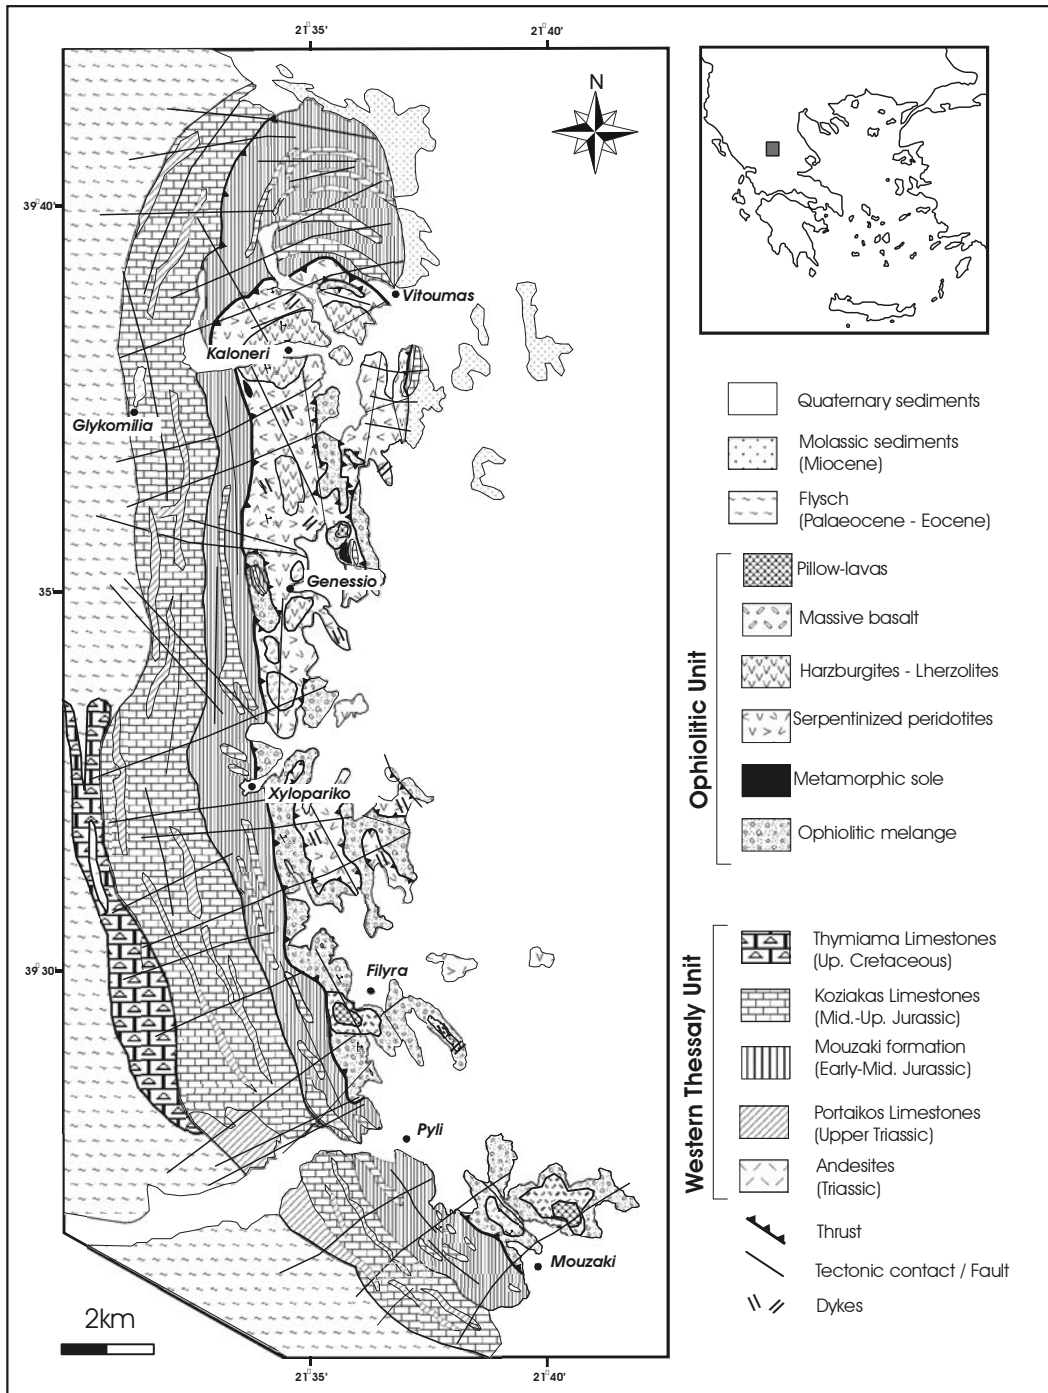 21°35'
21°40'
N
39°40'
Vitoumas
Kaloneri
Glykomilia
Genessio
35'
Xylopariko
39°30
Filyra
Pyli
Mouzaki
2km
21°35'
21°40'
Quaternary sediments
Molassic sediments
(Miocene)
Flysch
(Palaeocene - Eocene)
Ophiolitic Unit
Pillow-lavas
Massive basalt
Harzburgites - Lherzolites
Serpentinized peridotites
Metamorphic sole
Ophiolitic melange
Western Thessaly Unit
Thymiama Limestones
(Up. Cretaceous)
Koziakas Limestones
(Mid.-Up. Jurassic)
Mouzaki formation
(Early-Mid. Jurassic)
Portaikos Limestones
(Upper Triassic)
Andesites
(Triassic)
Thrust
Tectonic contact / Fault
Dykes